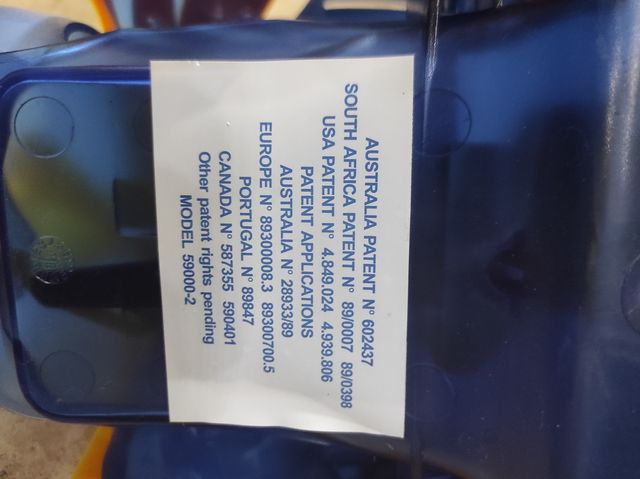 AUSTRALIA PATENT N° 602437
SOUTH AFRICA PATENT N° 89/0007 89/0398
USA PATENT N° 4.849.024 4.939.806
PATENT APPLICATIONS
AUSTRALIA N° 28933/89
EUROPE N° 89300008.3 89300700.5
PORTUGAL N° 89847
CANADA N° 587355 590401
Other patent rights pending
MODEL 59000-2